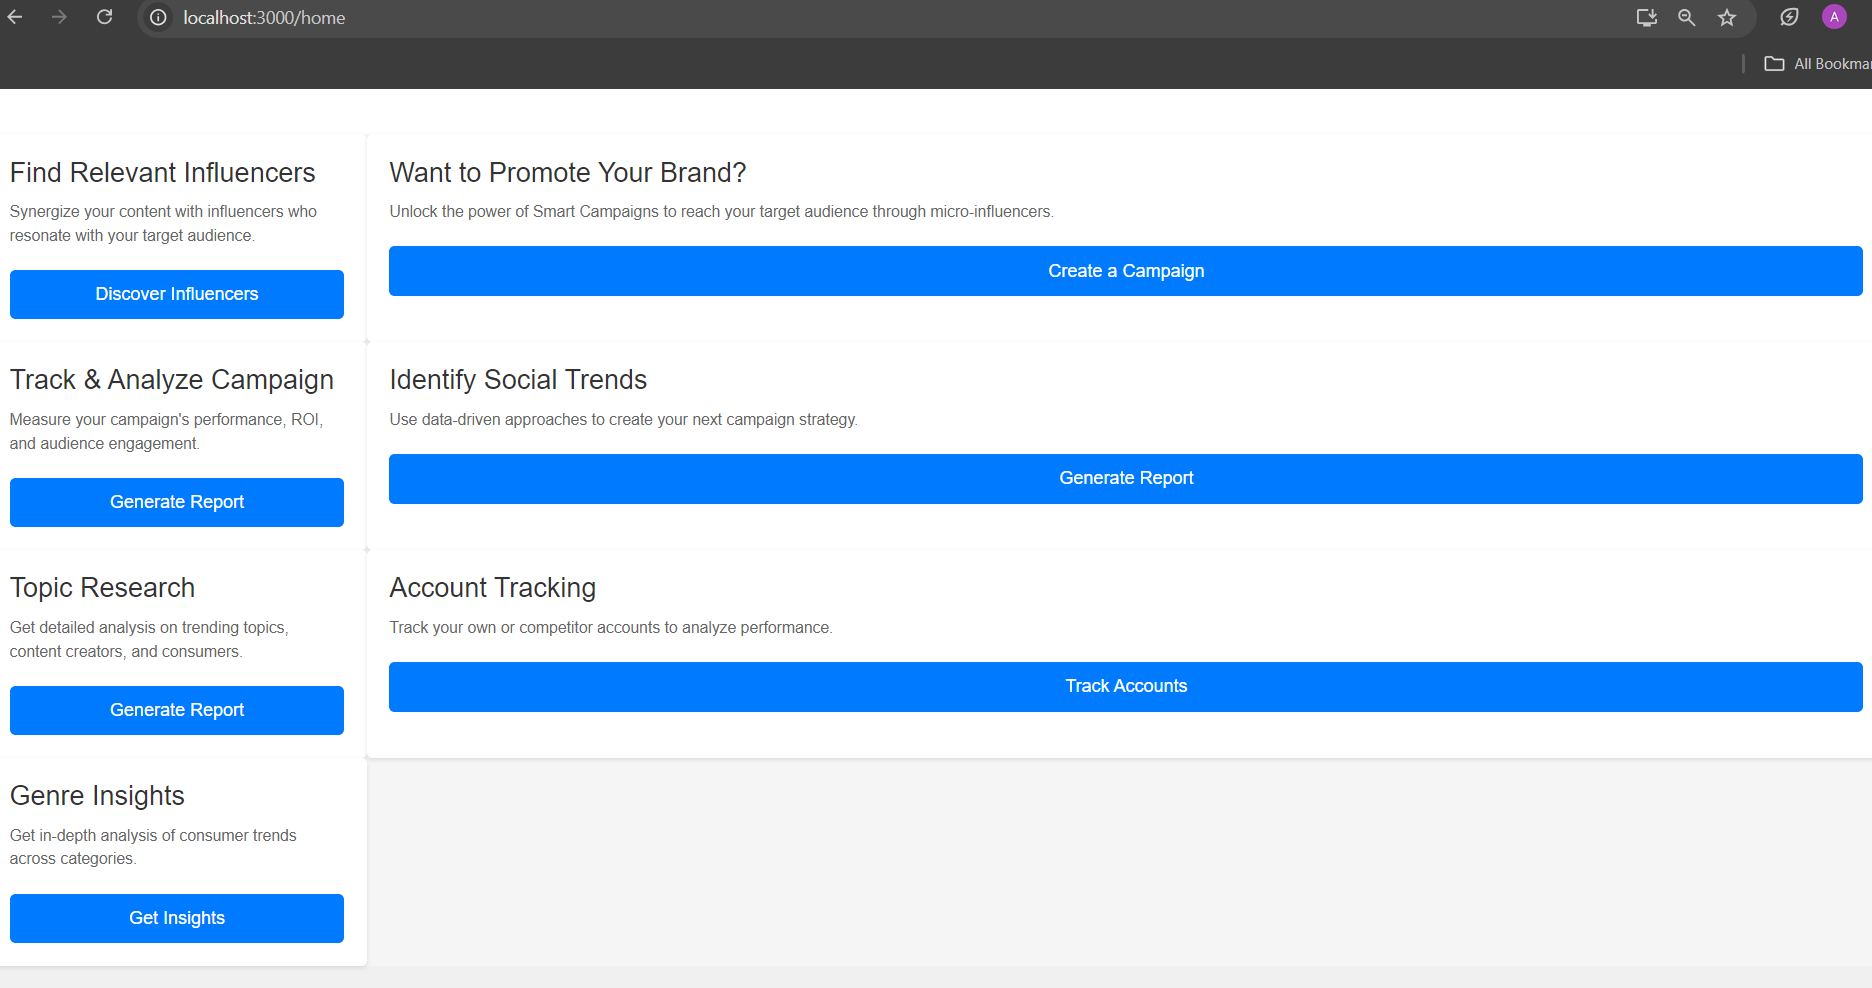 localhost:3000/home
A
All Bookmar
Find Relevant Influencers
Synergize your content with influencers who
resonate with your target audience.
Discover Influencers
Want to Promote Your Brand?
Unlock the power of Smart Campaigns to reach your target audience through micro-influencers.
Create a Campaign
Track & Analyze Campaign
Measure your campaign's performance, ROI,
and audience engagement.
Generate Report
Identify Social Trends
Use data-driven approaches to create your next campaign strategy.
Generate Report
Topic Research
Get detailed analysis on trending topics,
content creators, and consumers.
Generate Report
Account Tracking
Track your own or competitor accounts to analyze performance.
Track Accounts
Genre Insights
Get in-depth analysis of consumer trends
across categories.
Get Insights